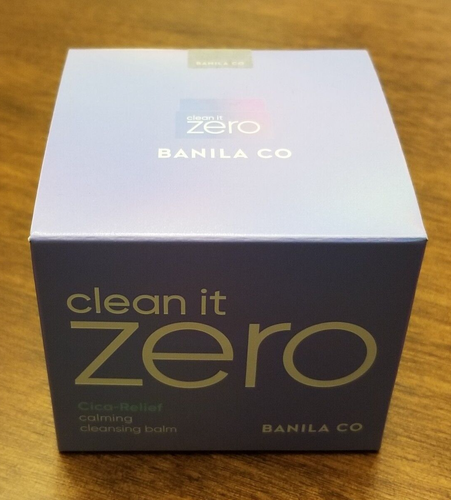 BANILA CO
clean it
zero
BANILA CO
clean it
zero
Cica-Relief
calming
cleansing balm
BANILA CO